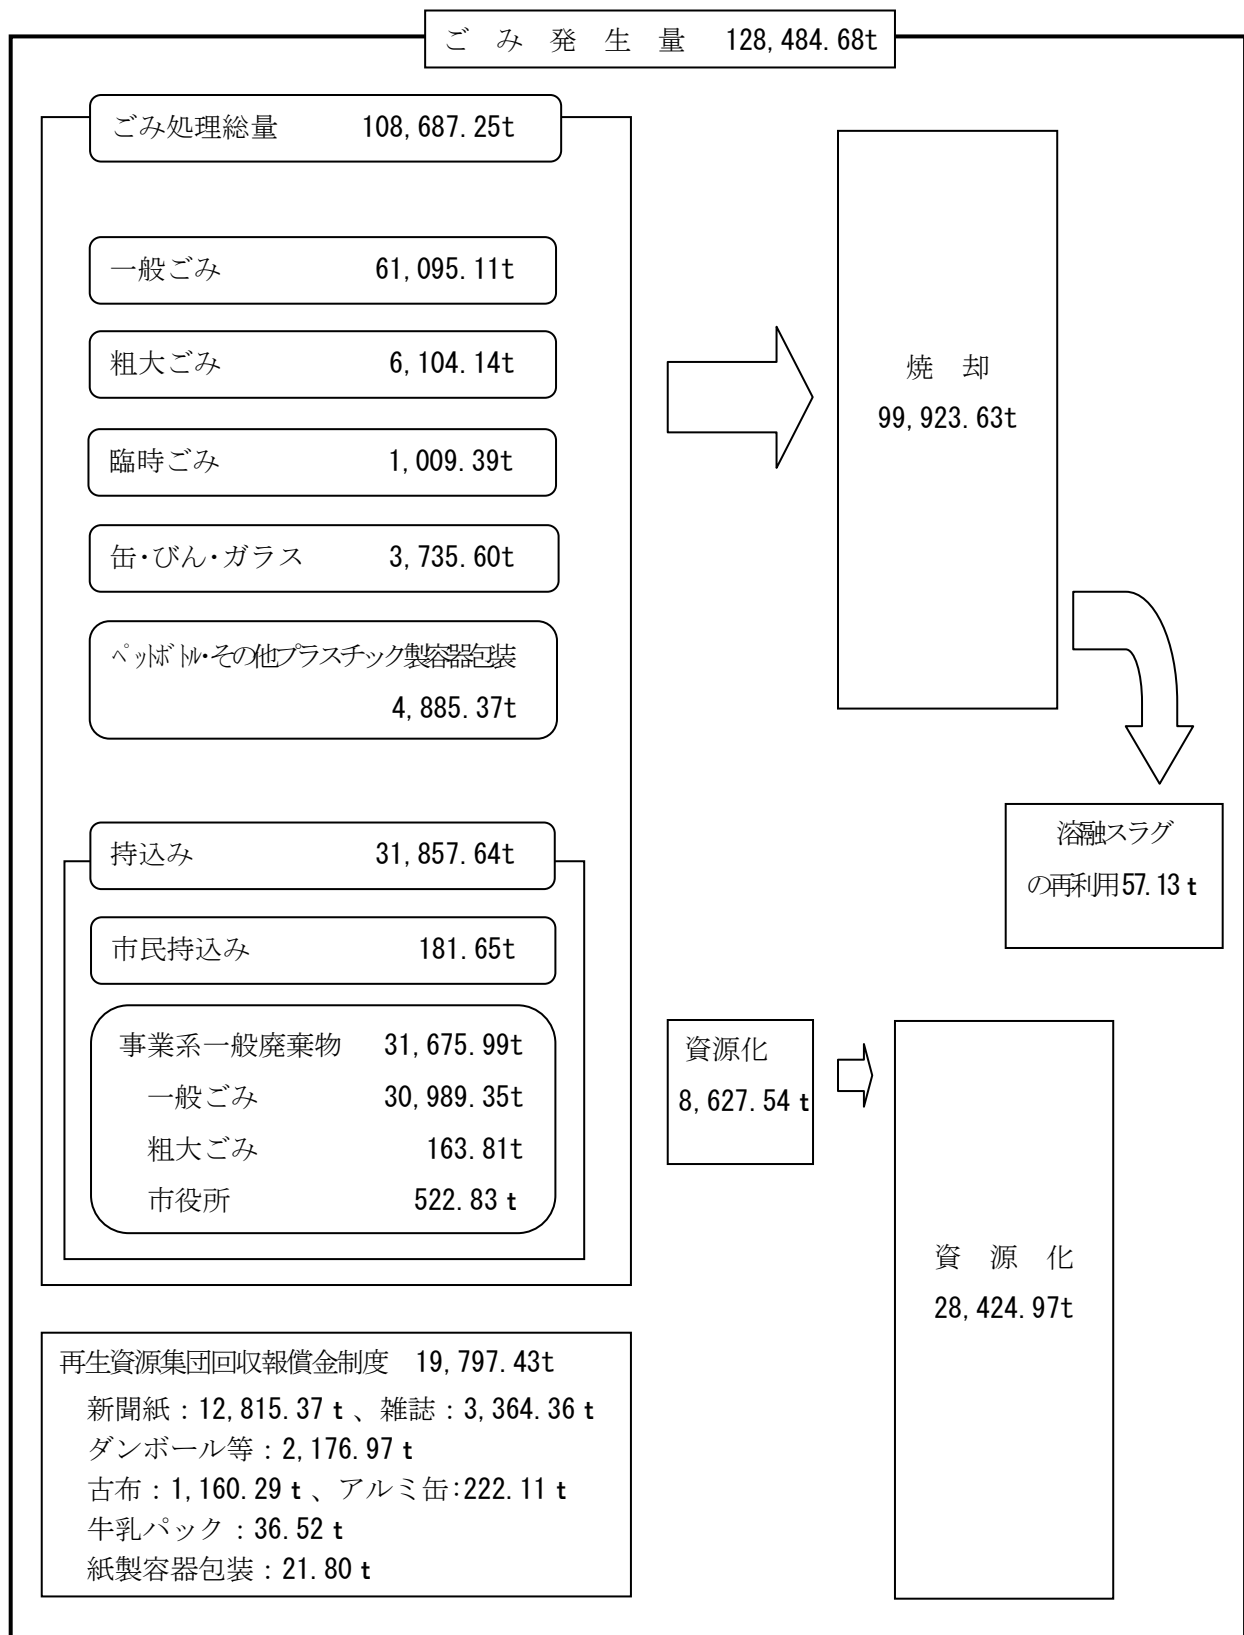 ごみ発生量 128,484.68t
ごみ処理総量 108,687.25t
一般ごみ 61,095.11t
粗大ごみ 6,104.14t
臨時ごみ 1,009.39t
缶・びん・ガラス 3,735.60t
ペットボトル・その他プラスチック製容器包装
4,885.37t
持込み 31,857.64t
市民持込み 181.65t
事業系一般廃棄物 31,675.99t
一般ごみ 30,989.35t
粗大ごみ 163.81t
市役所 522.83t
再生資源集団回収報償金制度 19,797.43t
新聞紙：12,815.37t、雑誌：3,364.36t
ダンボール等：2,176.97t
古布：1,160.29t、アルミ缶:222.11t
牛乳パック：36.52t
紙製容器包装：21.80t
焼却
99,923.63t
溶融スラグ
の再利用57.13t
資源化
8,627.54t
資源化
28,424.97t